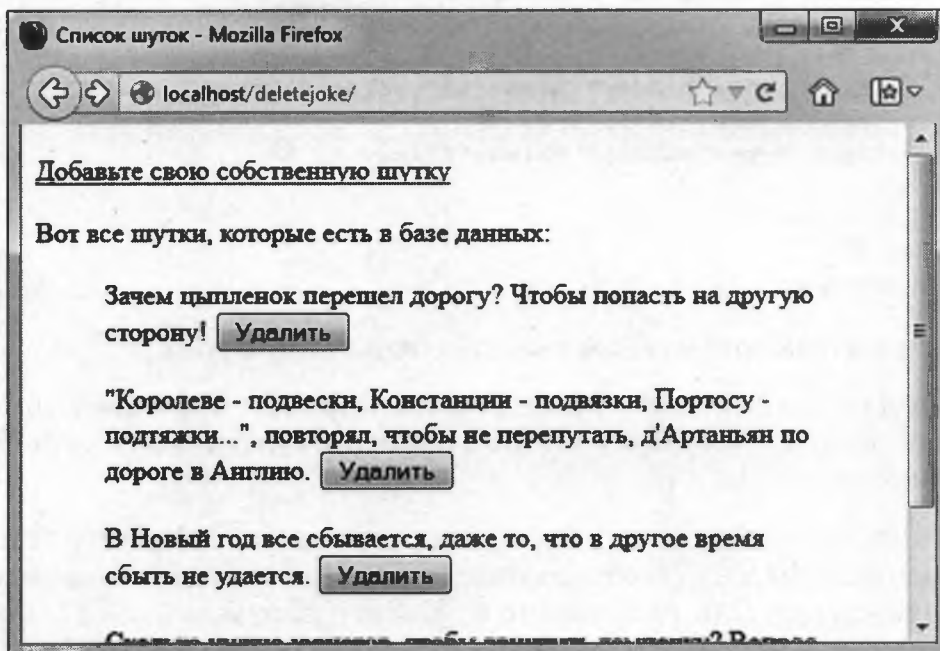 Список шуток - Mozilla Firefox
localhost/deletejoke/
Добавьте свою собственную шутку
Вот все шутки, которые есть в базе данных:
Зачем цыпленок перешел дорогу? Чтобы попасть на другую
сторону! Удалить
"Королеве - подвески, Констанции - подвязки, Портосу -
подтяжки...", повторял, чтобы не перепутать, д'Артаньян по
дороге в Англию. Удалить
В Новый год все сбывается, даже то, что в другое время
сбыть не удается. Удалить